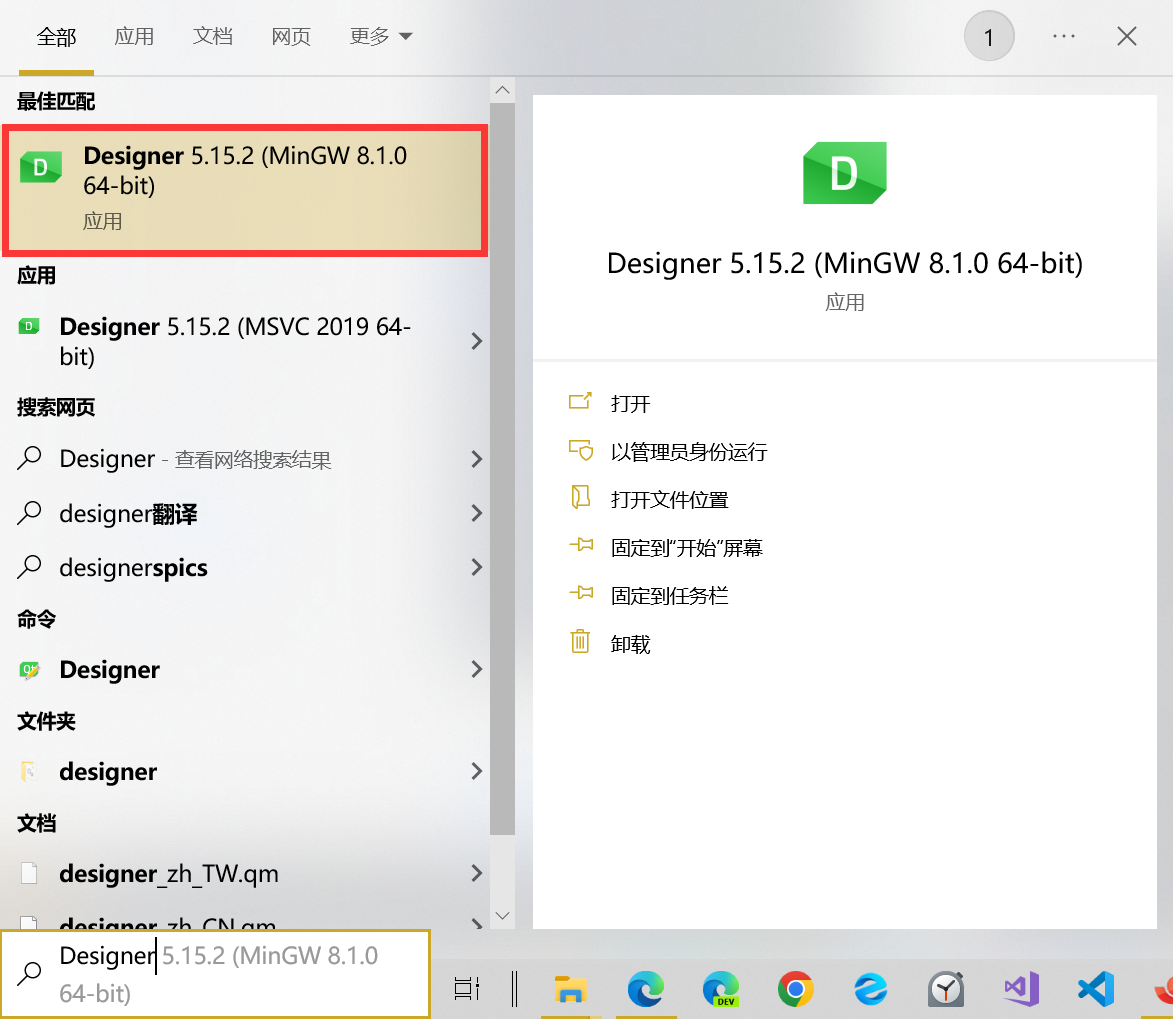 全部 应用 文档 网页 更多 1 ···
最佳匹配
D Designer 5.15.2 (MinGW 8.1.0
64-bit)
应用
应用
D Designer 5.15.2 (MSVC 2019 64-
bit)
搜索网页
Designer - 查看网络搜索结果
designer翻译
designerspics
命令
Qt Designer
文件夹
designer
文档
designer_zh_TW.qm
designer_zh_CN.qm
Designer 5.15.2 (MinGW 8.1.0
64-bit)
D
Designer 5.15.2 (MinGW 8.1.0 64-bit)
应用
打开
以管理员身份运行
打开文件位置
固定到"开始"屏幕
固定到任务栏
卸载
DEV